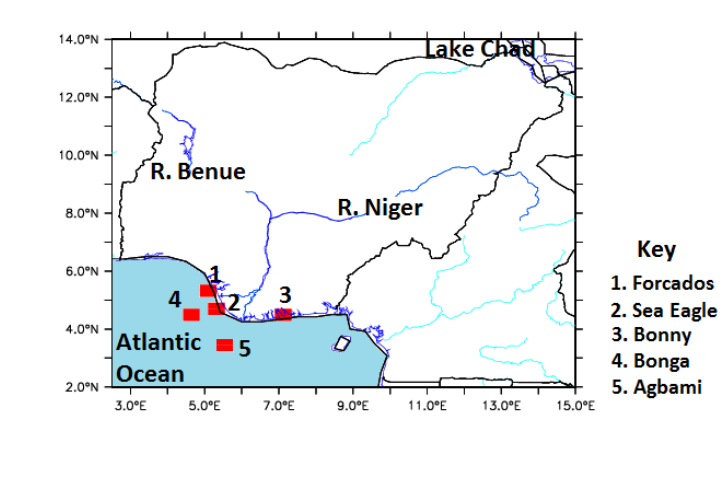 14.0°N
12.0°N
10.0°N
8.0°N
6.0°N
4.0°N
2.0°N
Lake Chad
R. Benue
R. Niger
1
4
2
3
5
Atlantic
Ocean
3.0°E 5.0°E 7.0°E 9.0°E 11.0°E 13.0°E 15.0°E
Key
1. Forcados
2. Sea Eagle
3. Bonny
4. Bonga
5. Agbami